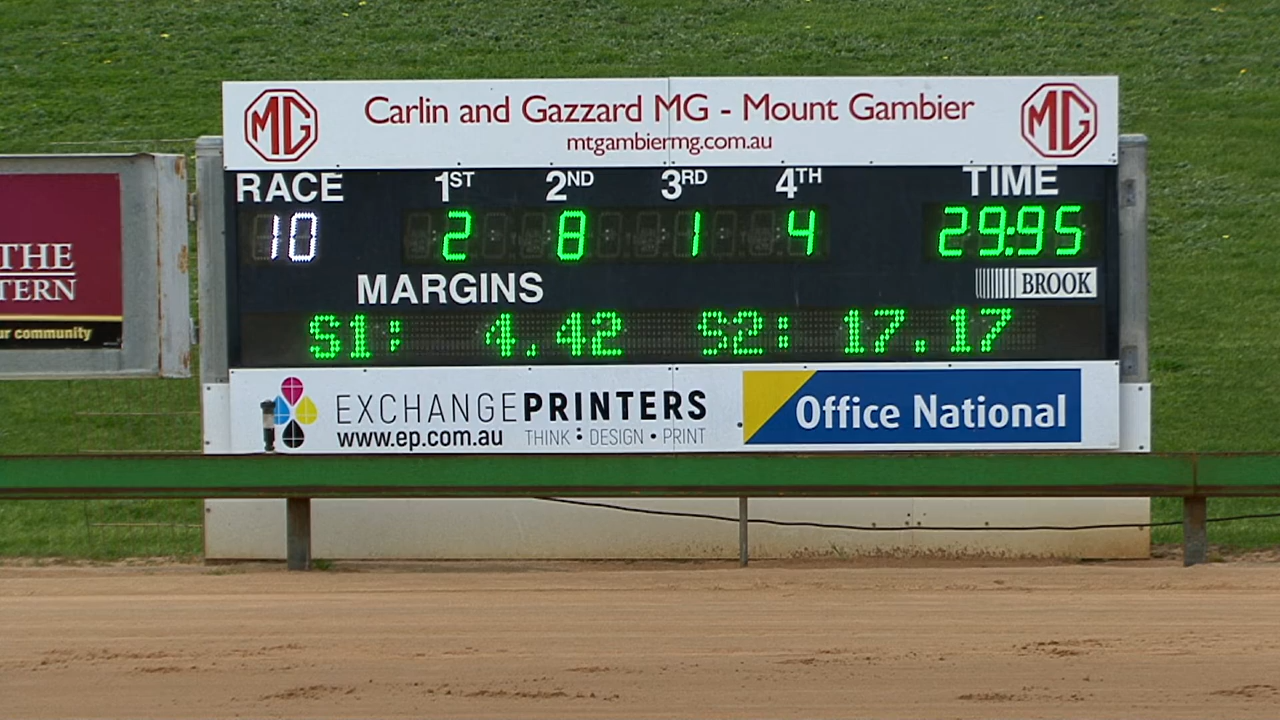 MG Carlin and Gazzard MG - Mount Gambier MG
mtgambiermg.com.au
RACE 1ST 2ND 3RD 4TH TIME
10 2 8 1 4 29:95
MARGINS BROOK
S1: 4.42 S2: 17.17
EXCHANGEPRINTERS
www.ep.com.au THINK : DESIGN • PRINT
Office National
THE
TERN
ur community